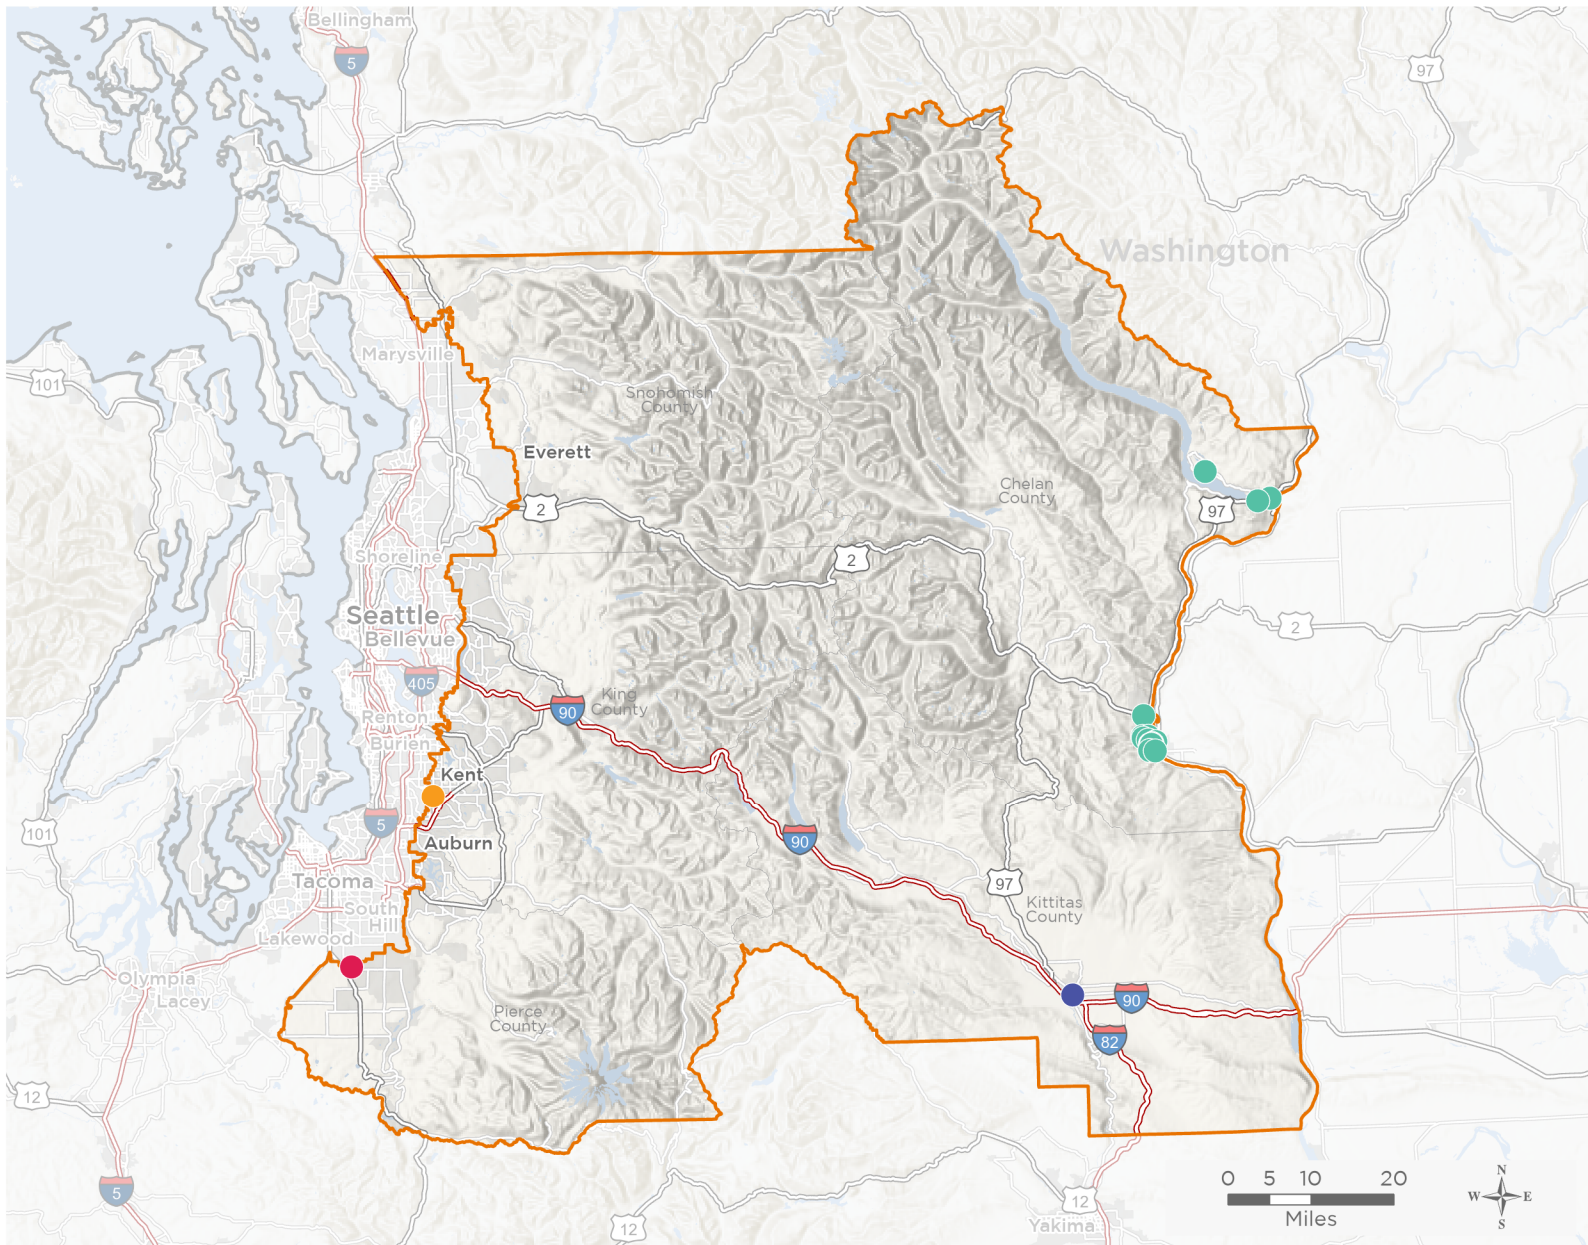 Bellingham
5
97
Washington
101
Marysville
Snohomish
County
Everett
Chelan
County
2
97
2
Shoreline
Seattle
Bellevue
2
405
King
County
90
Renton
Burien
Kent
5
101
90
Auburn
Tacoma
97
South
Hill
Kittitas
County
Lakewood
Olympia
Lacey
90
Pierce
County
82
12
5
0 5 10 20
Miles
N
W E
S
12
12
Yakima